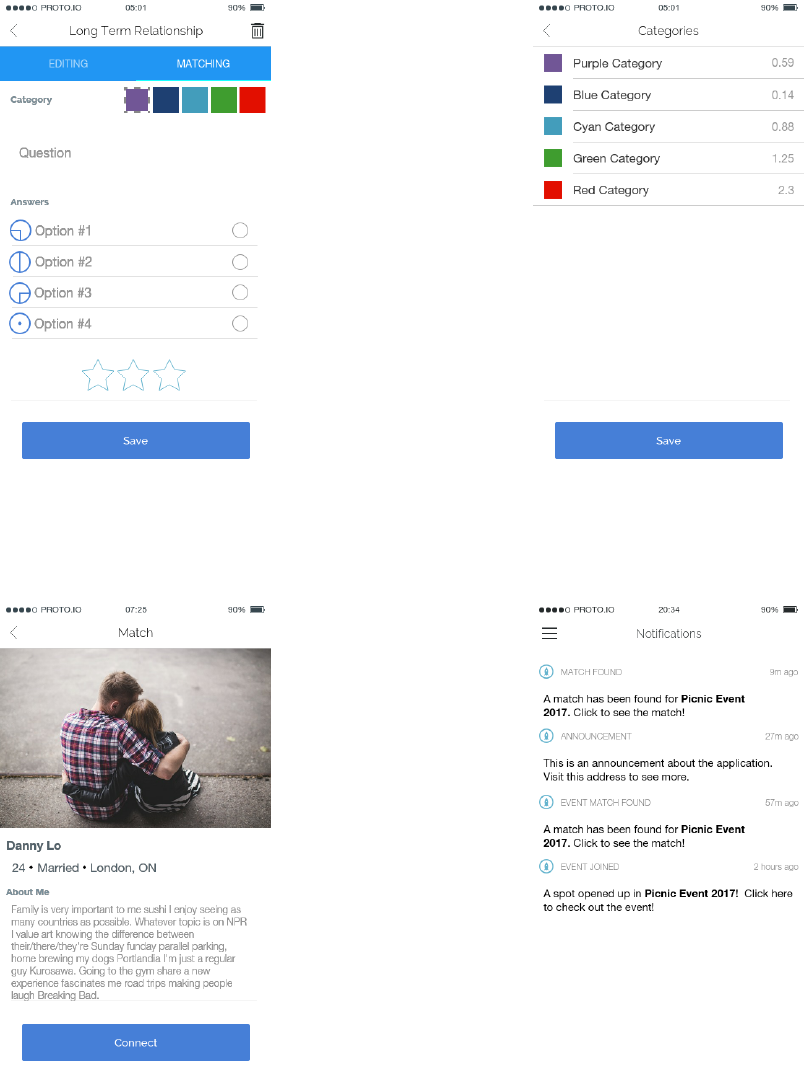 PROTO.IO 05:01 90%
Long Term Relationship
EDITING MATCHING
Category
Question
Answers
Option #1
Option #2
Option #3
Option #4
Save
PROTO.IO 05:01 90%
Categories
Purple Category 0.59
Blue Category 0.14
Cyan Category 0.88
Green Category 1.25
Red Category 2.3
Save
PROTO.IO 07:25 90%
Match
Danny Lo
24 • Married • London, ON
About Me
Family is very important to me sushi I enjoy seeing as
many countries as possible. Whatever topic is on NPR
I value art knowing the difference between
their/there/they're Sunday funday parallel parking,
home brewing my dogs Portlandia I'm just a regular
guy Kurosawa. Going to the gym share a new
experience fascinates me road trips making people
laugh Breaking Bad.
Connect
PROTO.IO 20:34 90%
Notifications
MATCH FOUND 9m ago
A match has been found for Picnic Event
2017. Click to see the match!
ANNOUNCEMENT 27m ago
This is an announcement about the application.
Visit this address to see more.
EVENT MATCH FOUND 57m ago
A match has been found for Picnic Event
2017. Click to see the match!
EVENT JOINED 2 hours ago
A spot opened up in Picnic Event 2017! Click here
to check out the event!